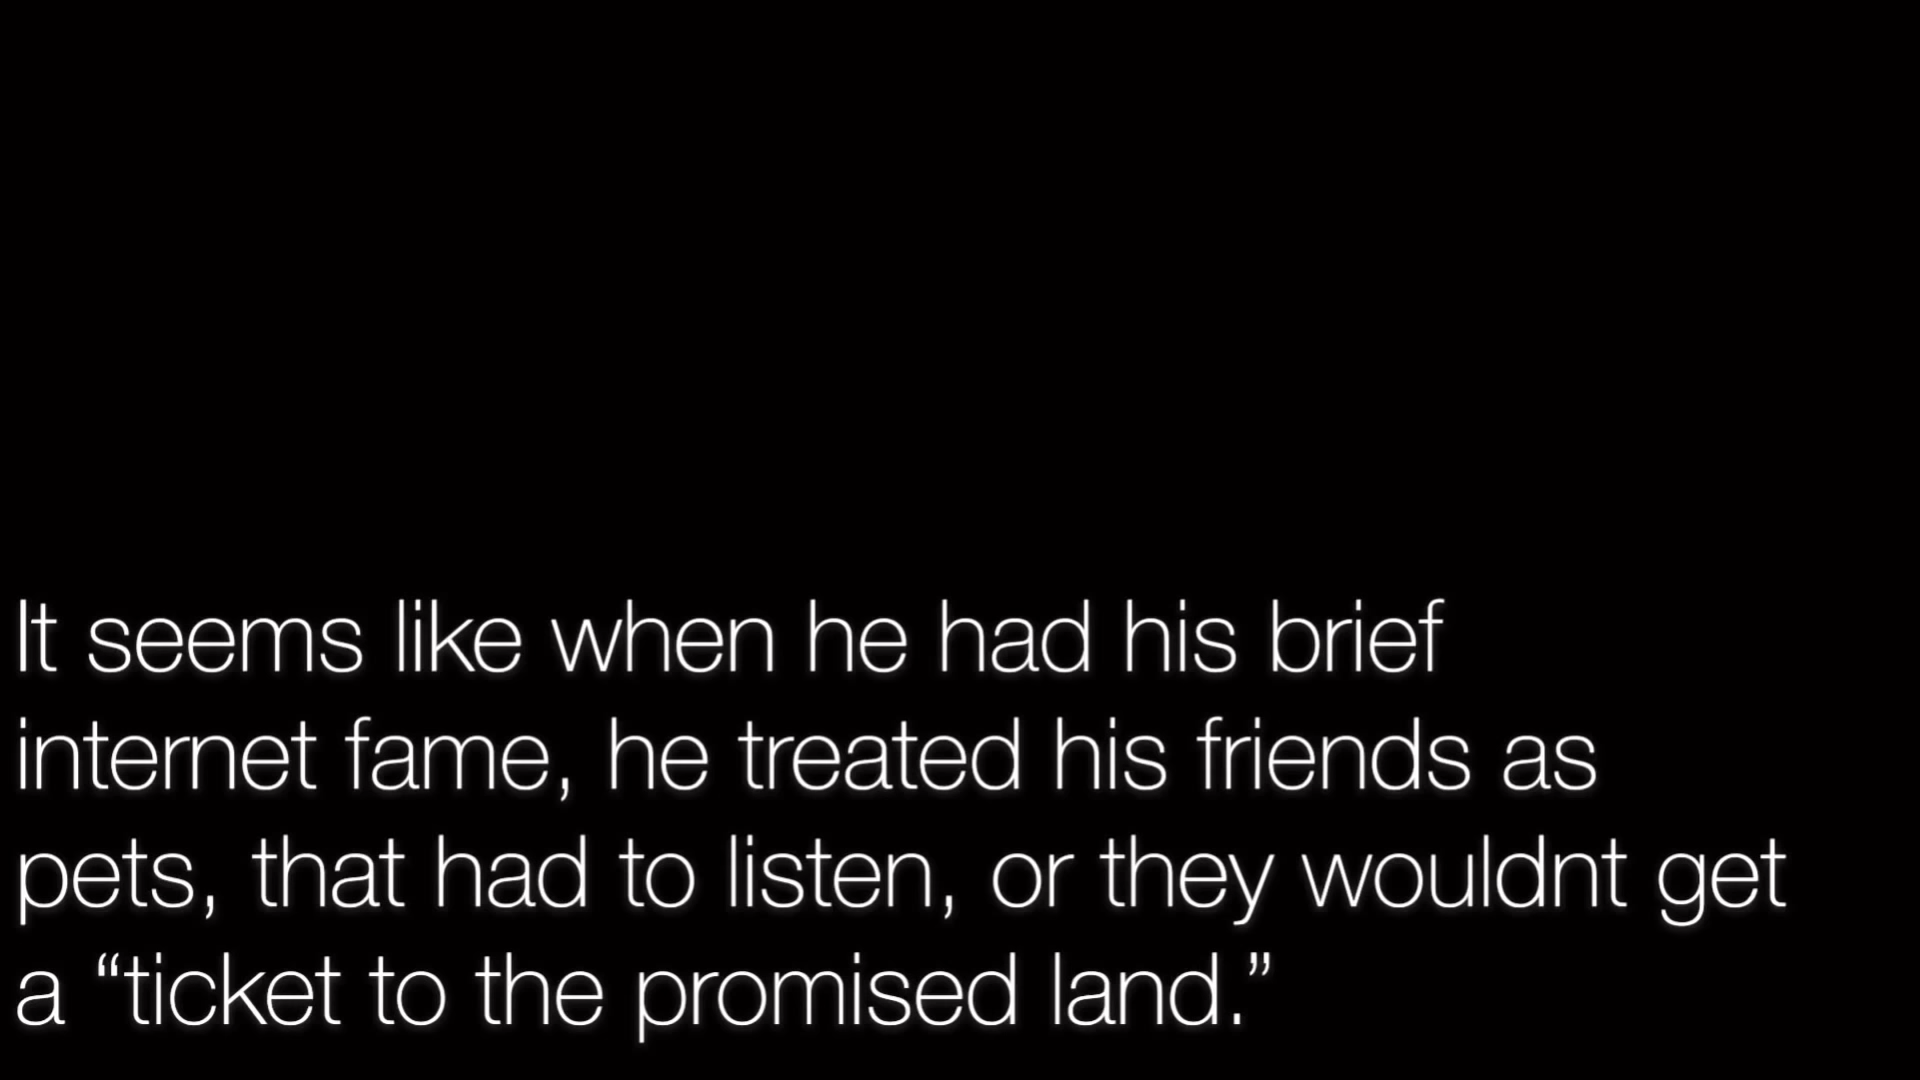 It seems like when he had his brief
internet fame, he treated his friends as
pets, that had to listen, or they wouldnt get
a “ticket to the promised land.”